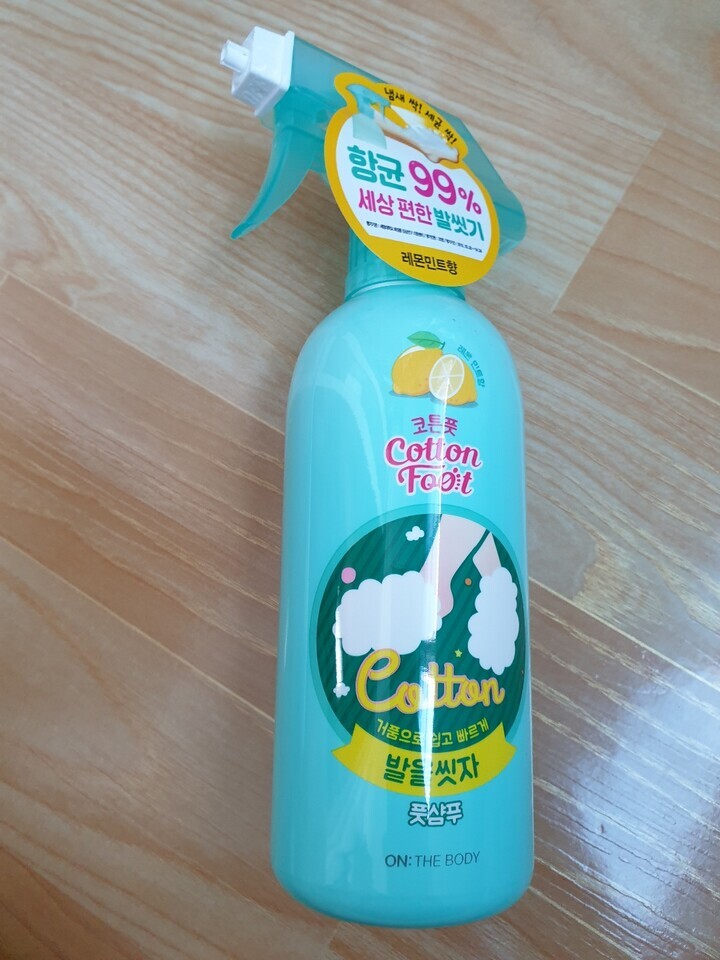 냄새 싹! 세균 싹!
항균 99%
세상 편한 발씻기
레몬민트향
레몬 민트향
코튼풋
Cotton
Foot
Cotton
거품으로 쉽고 빠르게
발을씻자
풋샴푸
ON: THE BODY